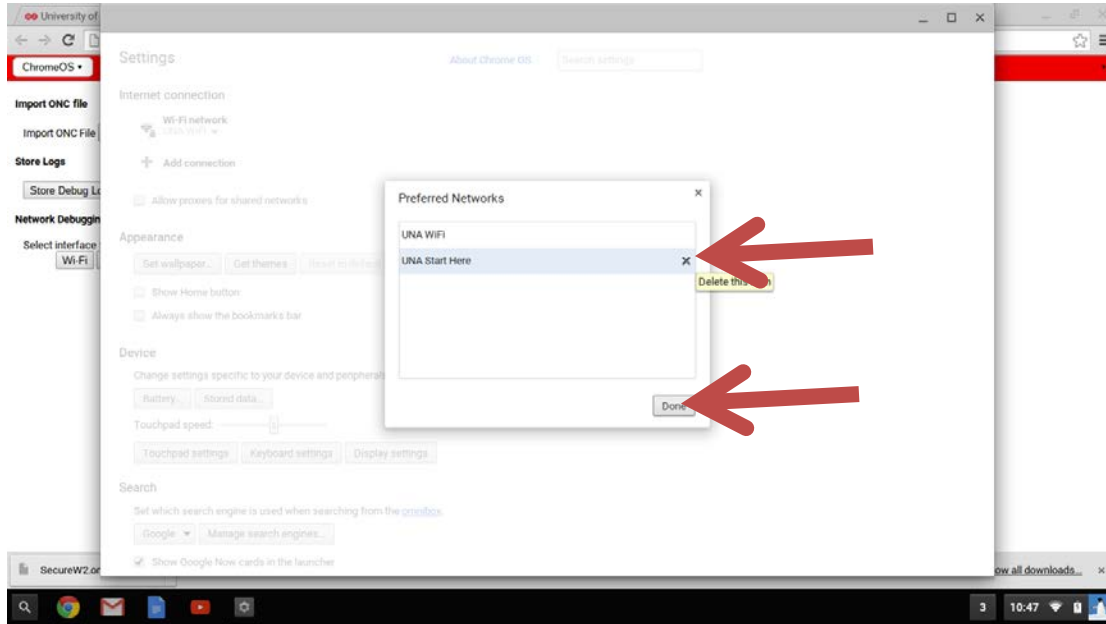 University of
ChromeOS
Import ONC file
Import ONC File
Store Logs
Store Debug
Network
Select interface
Wi-Fi
Settings
About Chrome OS
Search settings
Internet connection
Wi-Fi network
UNA WiFi
Add connection
Allow proxies for shared networks
Appearance
Get wallpaper... Get themes Reset to default
Show Home button
Always show the bookmarks bar
Device
Change settings specific to your device and peripherals
Battery... Stored data...
Touchpad speed:
Touchpad settings Keyboard settings Display settings
Search
Set which search engine is used when searching from the omnibox.
Google Manage search engines...
Show Google Now cards in the launcher
Preferred Networks
UNA WiFi
UNA Start Here
Delete this
Done
SecureW2.on
all downloads...
3 10:47